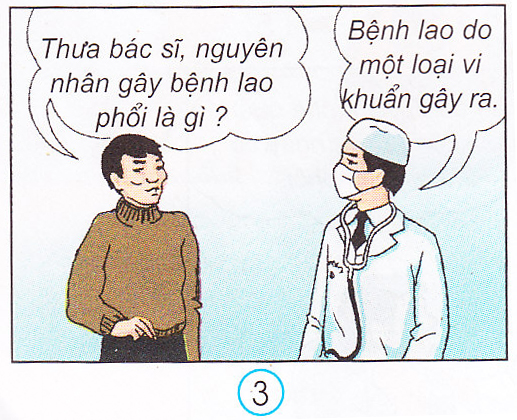 Thưa bác sĩ, nguyên
nhân gây bệnh lao
phổi là gì ?
Bệnh lao do
một loại vi
khuẩn gây ra.
3